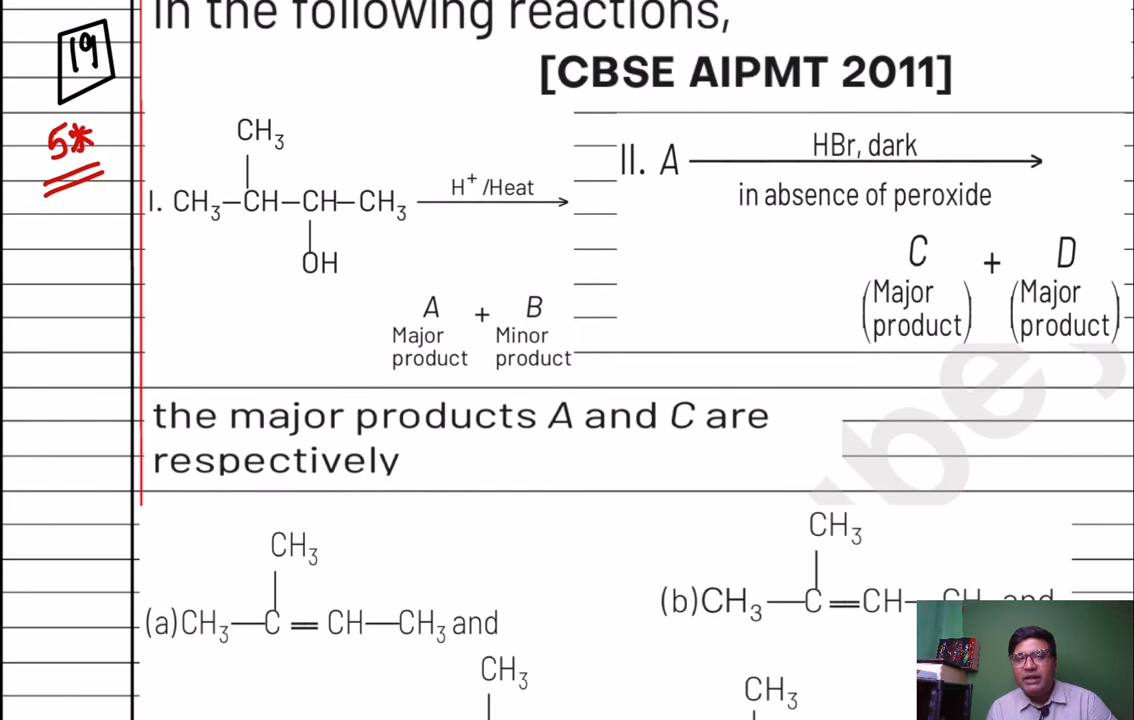 in the following reactions,
19
[CBSE AIPMT 2011]
5*
CH3
I. CH3–CH–CH–CH3 H+/Heat
OH
A + B
Major Minor
product product
II. A HBr, dark
in absence of peroxide
C + D
(Major product) (Major product)
the major products A and C are
respectively
CH3
(a)CH3—C=CH—CH3 and
CH3
CH3
(b)CH3—C=CH–CH and
CH3